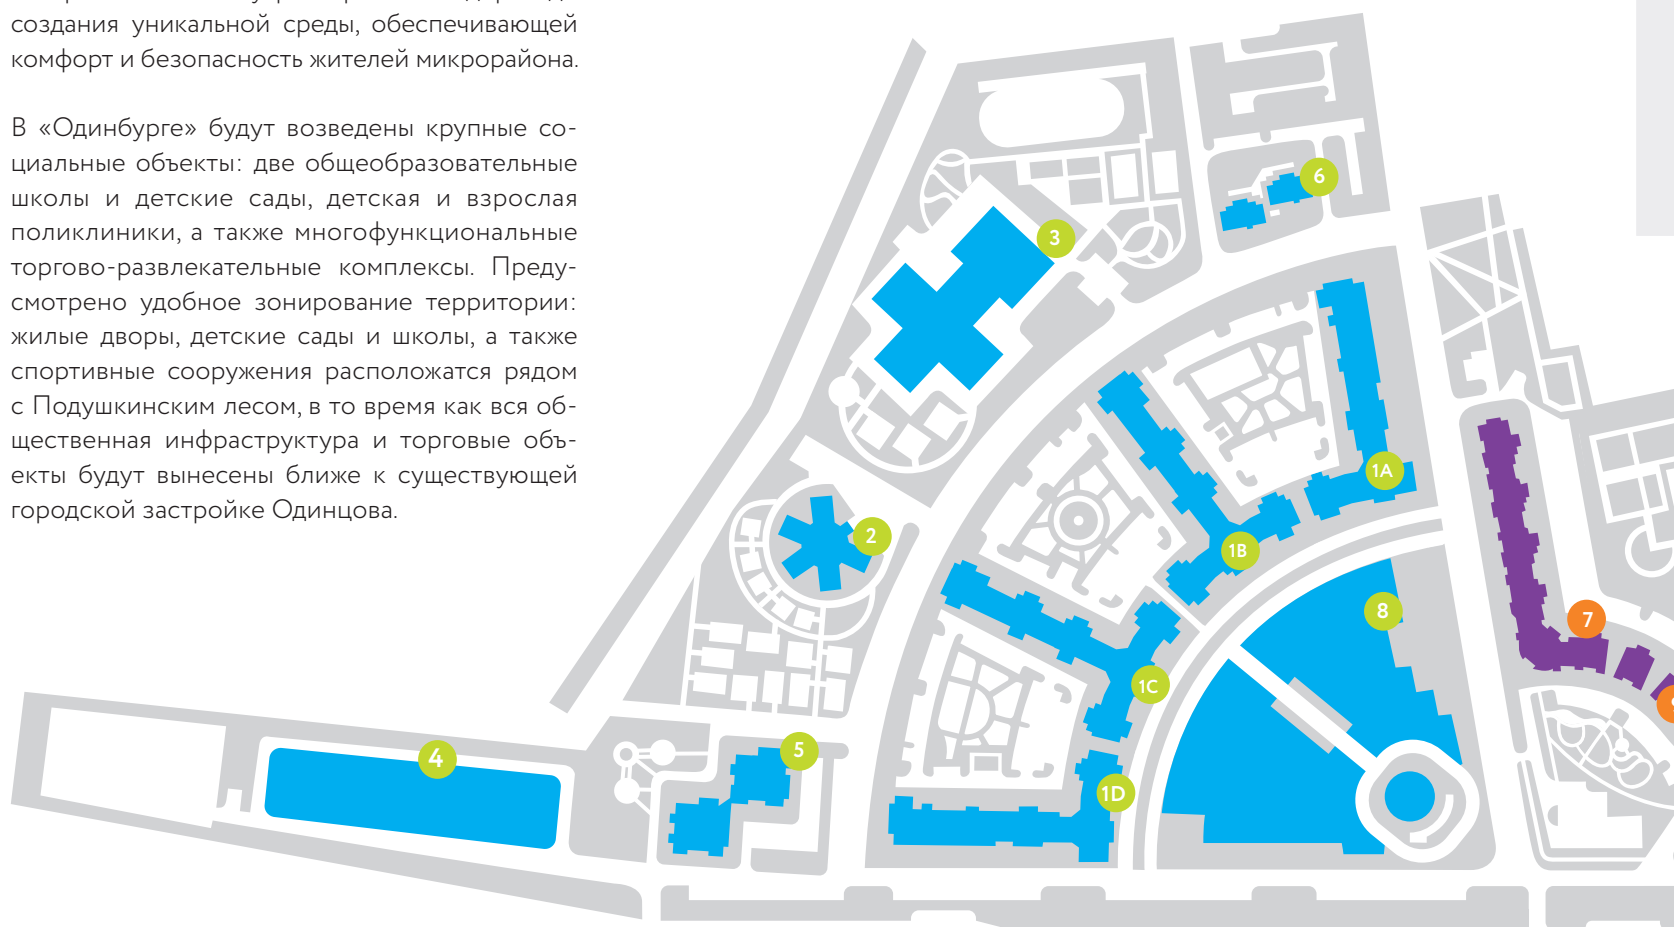 создания уникальной среды, обеспечивающей
комфорт и безопасность жителей микрорайона.
В «Одинбурге» будут возведены крупные со-
циальные объекты: две общеобразовательные
школы и детские сады, детская и взрослая
поликлиники, а также многофункциональные
торгово-развлекательные комплексы. Преду-
смотрено удобное зонирование территории:
жилые дворы, детские сады и школы, а также
спортивные сооружения расположатся рядом
с Подушкинским лесом, в то время как вся об-
щественная инфраструктура и торговые объ-
екты будут вынесены ближе к существующей
городской застройке Одинцова.
6
3
1A
2
1B
8
7
1C
4
5
1D